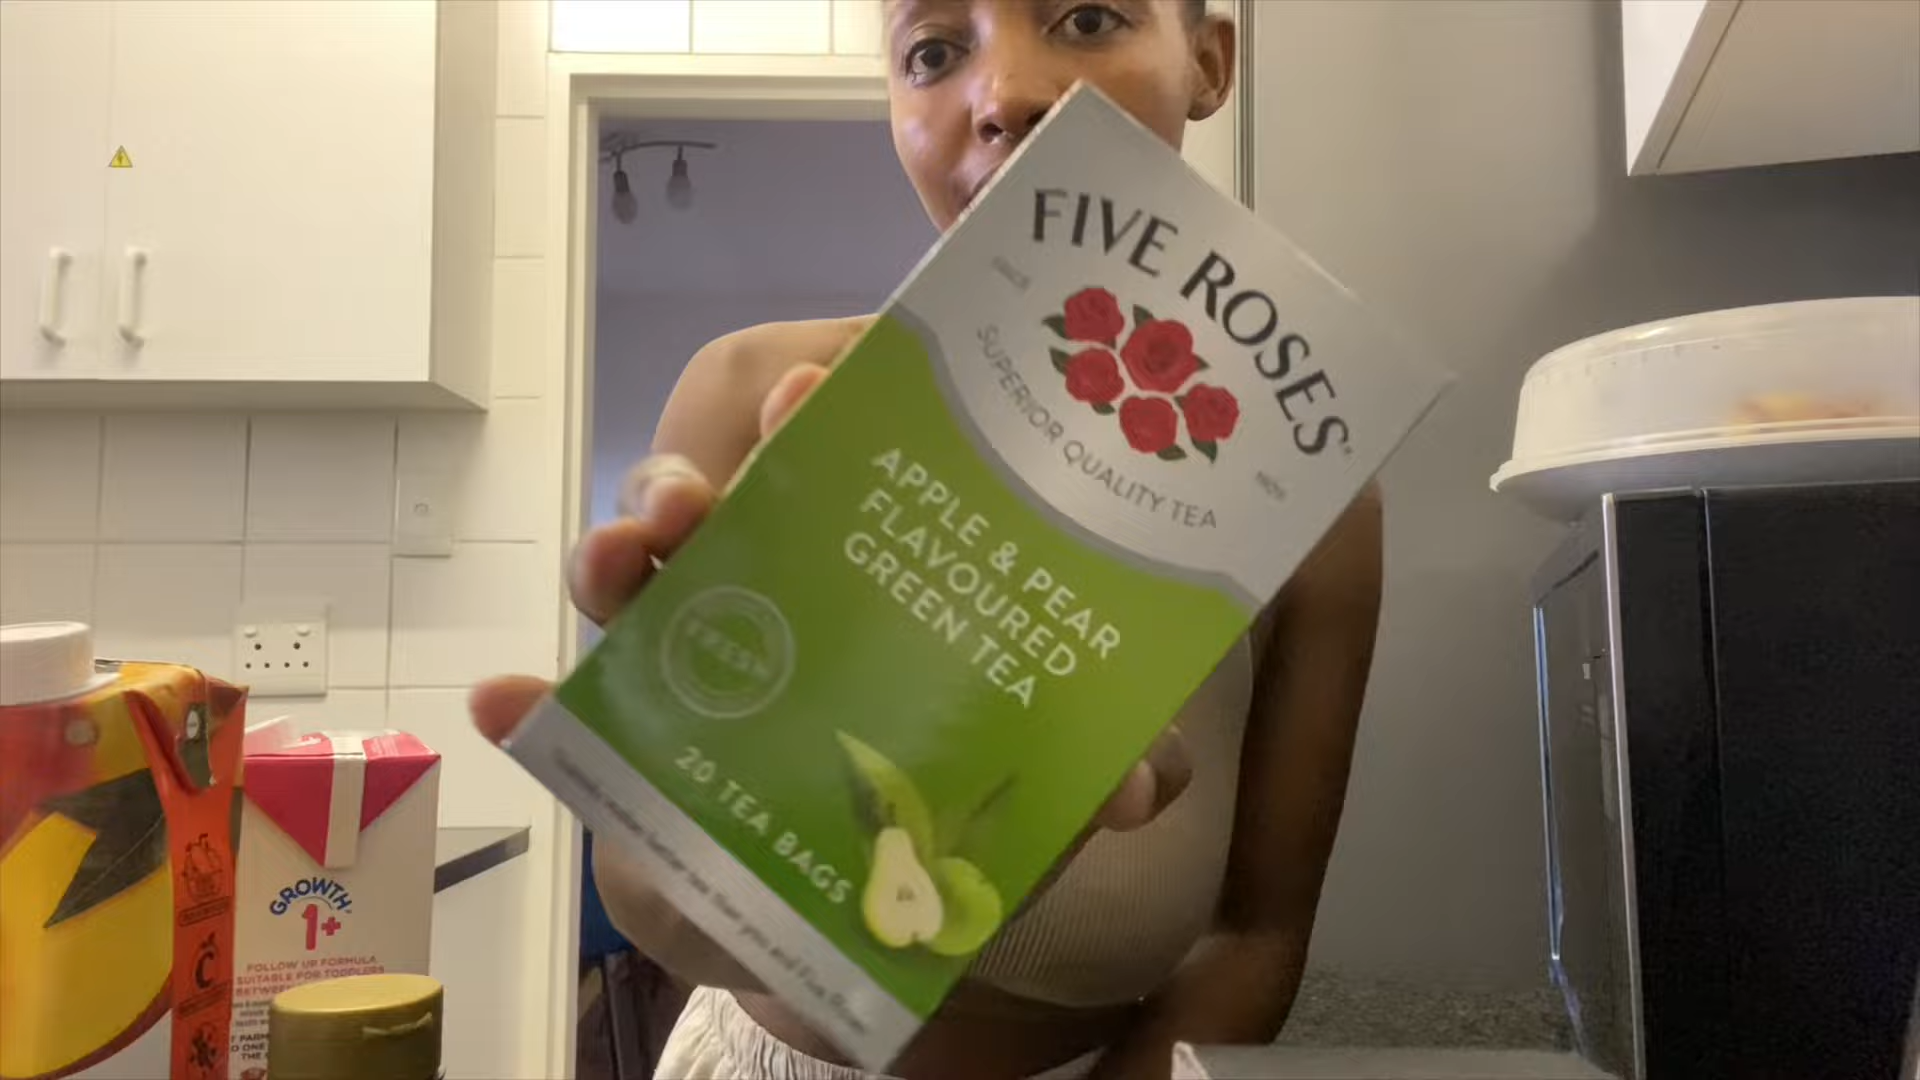 FIVE ROSES
SUPERIOR QUALITY TEA
APPLE & PEAR
FLAVOURED
GREEN TEA
FRESH
20 TEA BAGS
GROWTH
1+
FOLLOW UP FORMULA
SUITABLE FOR TODDLERS
C